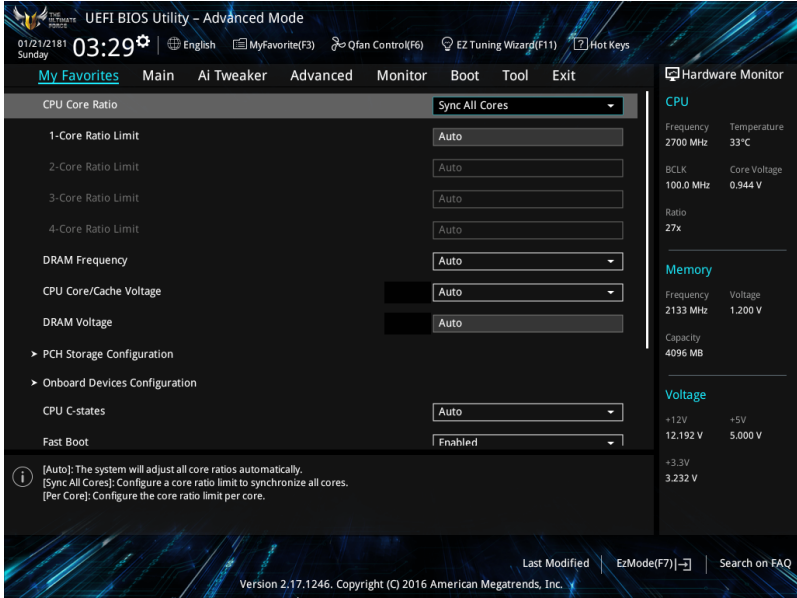 THE ULTIMATE FORCE
UEFI BIOS Utility – Advanced Mode
01/21/2181
Sunday
03:29
English
MyFavorite(F3)
Qfan Control(F6)
EZ Tuning Wizard(F11)
? Hot Keys
My Favorites Main Ai Tweaker Advanced Monitor Boot Tool Exit
CPU Core Ratio Sync All Cores
1-Core Ratio Limit Auto
2-Core Ratio Limit Auto
3-Core Ratio Limit Auto
4-Core Ratio Limit Auto
DRAM Frequency Auto
CPU Core/Cache Voltage Auto
DRAM Voltage Auto
PCH Storage Configuration
Onboard Devices Configuration
CPU C-states Auto
Fast Boot Enabled
[Auto]: The system will adjust all core ratios automatically.
[Sync All Cores]: Configure a core ratio limit to synchronize all cores.
[Per Core]: Configure the core ratio limit per core.
Hardware Monitor
CPU
Frequency Temperature
2700 MHz 33°C
BCLK Core Voltage
100.0 MHz 0.944 V
Ratio
27x
Memory
Frequency Voltage
2133 MHz 1.200 V
Capacity
4096 MB
Voltage
+12V +5V
12.192 V 5.000 V
+3.3V
3.232 V
Last Modified EzMode(F7) Search on FAQ
Version 2.17.1246. Copyright (C) 2016 American Megatrends, Inc.